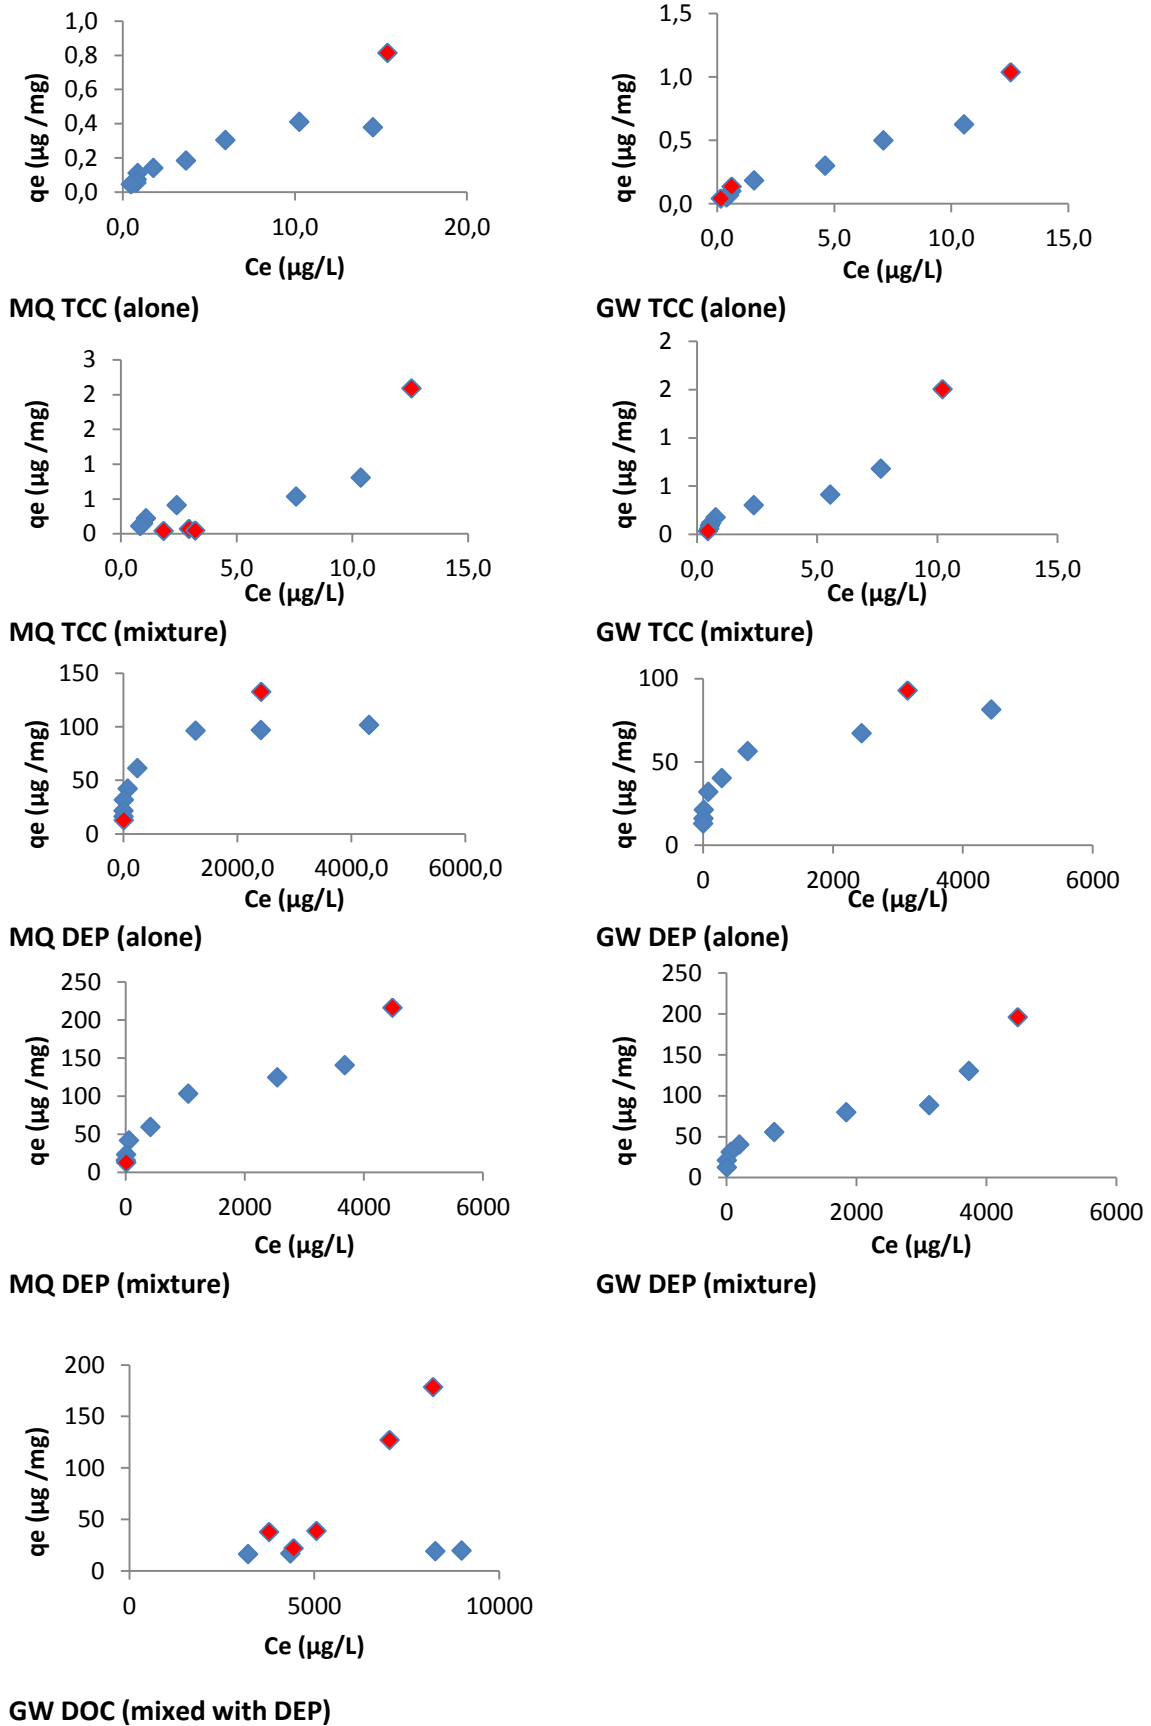 1,0
0,8
0,6
0,4
0,2
0,0
0,0 10,0 20,0
qe (µg /mg)
Ce (µg/L)
MQ TCC (alone)
1,5
1,0
0,5
0,0
0,0 5,0 10,0 15,0
qe (µg /mg)
Ce (µg/L)
GW TCC (alone)
3
2
2
1
1
0
0,0 5,0 10,0 15,0
qe (µg /mg)
Ce (µg/L)
MQ TCC (mixture)
2
2
1
1
0
0,0 5,0 10,0 15,0
qe (µg /mg)
Ce (µg/L)
GW TCC (mixture)
150
100
50
0
0,0 2000,0 4000,0 6000,0
qe (µg /mg)
Ce (µg/L)
MQ DEP (alone)
100
50
0
0 2000 4000 6000
qe (µg /mg)
Ce (µg/L)
GW DEP (alone)
250
200
150
100
50
0
0 2000 4000 6000
qe (µg /mg)
Ce (µg/L)
MQ DEP (mixture)
250
200
150
100
50
0
0 2000 4000 6000
qe (µg /mg)
Ce (µg/L)
GW DEP (mixture)
200
150
100
50
0
0 5000 10000
qe (µg /mg)
Ce (µg/L)
GW DOC (mixed with DEP)